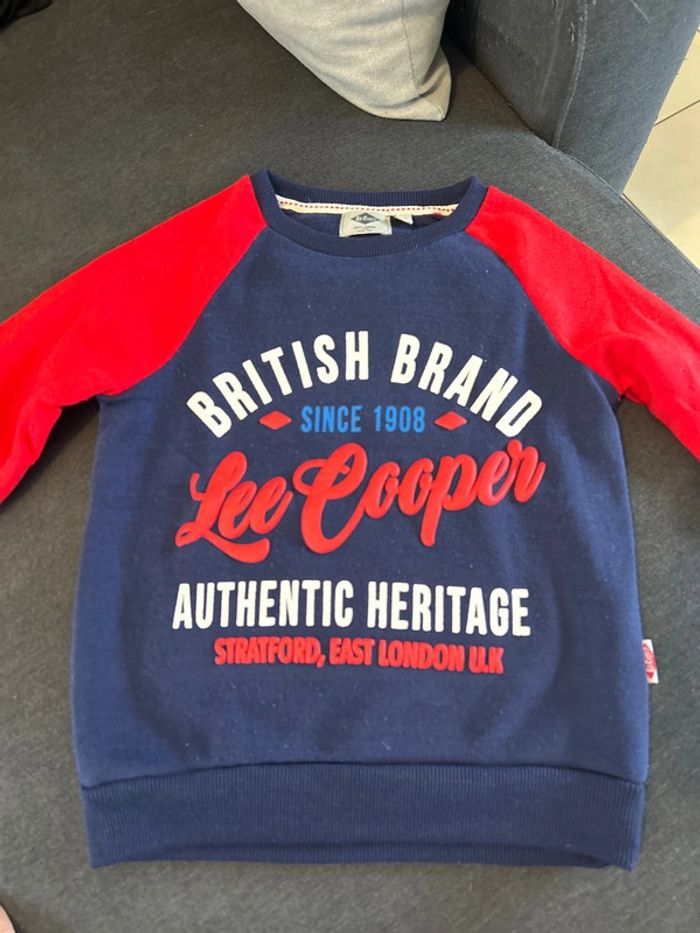 BRITISH BRAND
SINCE 1908
Lee Cooper
AUTHENTIC HERITAGE
STRATFORD, EAST LONDON U.K